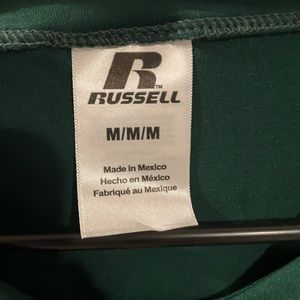 R
RUSSELL
M/M/M
Made in Mexico
Hecho en México
Fabriqué au Mexique